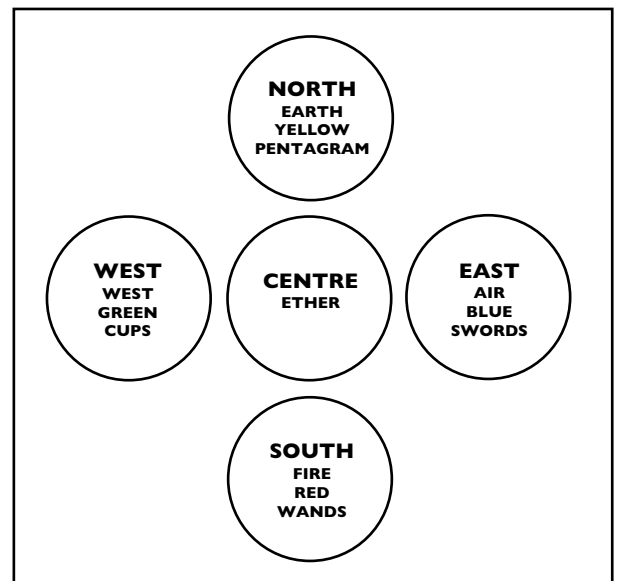 NORTH
EARTH
YELLOW
PENTAGRAM
WEST
WEST
GREEN
CUPS
CENTRE
ETHER
EAST
AIR
BLUE
SWORDS
SOUTH
FIRE
RED
WANDS